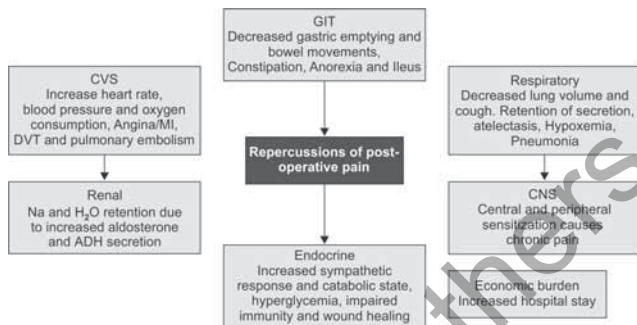 GIT
Decreased gastric emptying and
bowel movements,
Constipation, Anorexia and Ileus
CVS
Increase heart rate,
blood pressure and oxygen
consumption, Angina/MI,
DVT and pulmonary embolism
Respiratory
Decreased lung volume and
cough. Retention of secretion,
atelectasis, Hypoxemia,
Pneumonia
Repercussions of post-
operative pain
Renal
Na and H₂O retention due
to increased aldosterone
and ADH secretion
CNS
Central and peripheral
sensitization causes
chronic pain
Endocrine
Increased sympathetic
response and catabolic state,
hyperglycemia, impaired
immunity and wound healing
Economic burden
Increased hospital stay
thers